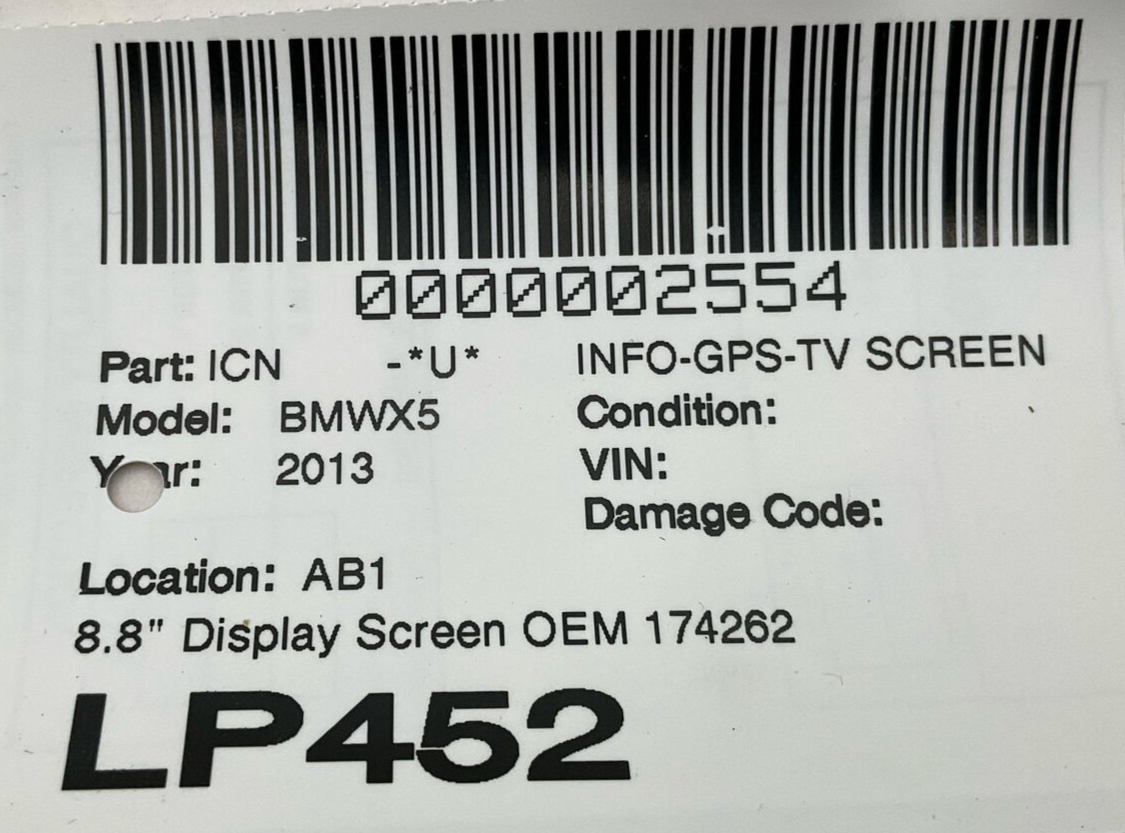 0000002554
Part: ICN -*U* INFO-GPS-TV SCREEN
Model: BMWX5 Condition:
Year: 2013 VIN:
Damage Code:
Location: AB1
8.8" Display Screen OEM 174262
LP452